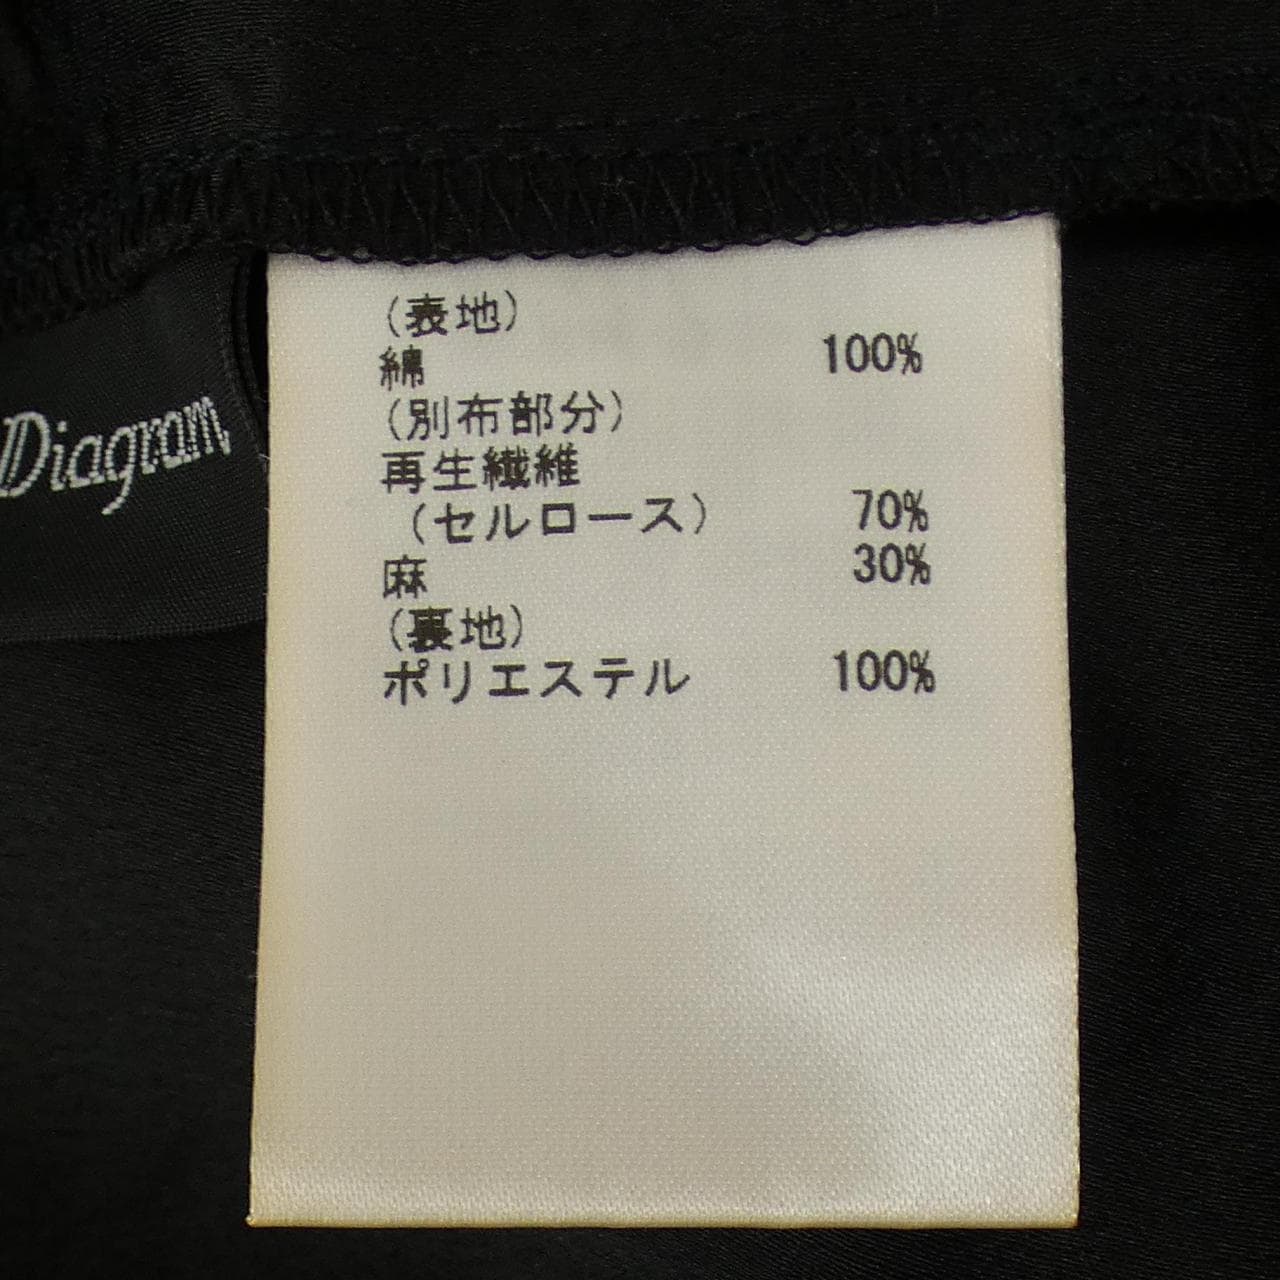 (表地)
綿 100%
(別布部分)
再生繊維
(セルロース) 70%
麻 30%
(裏地)
ポリエステル 100%
Diagram